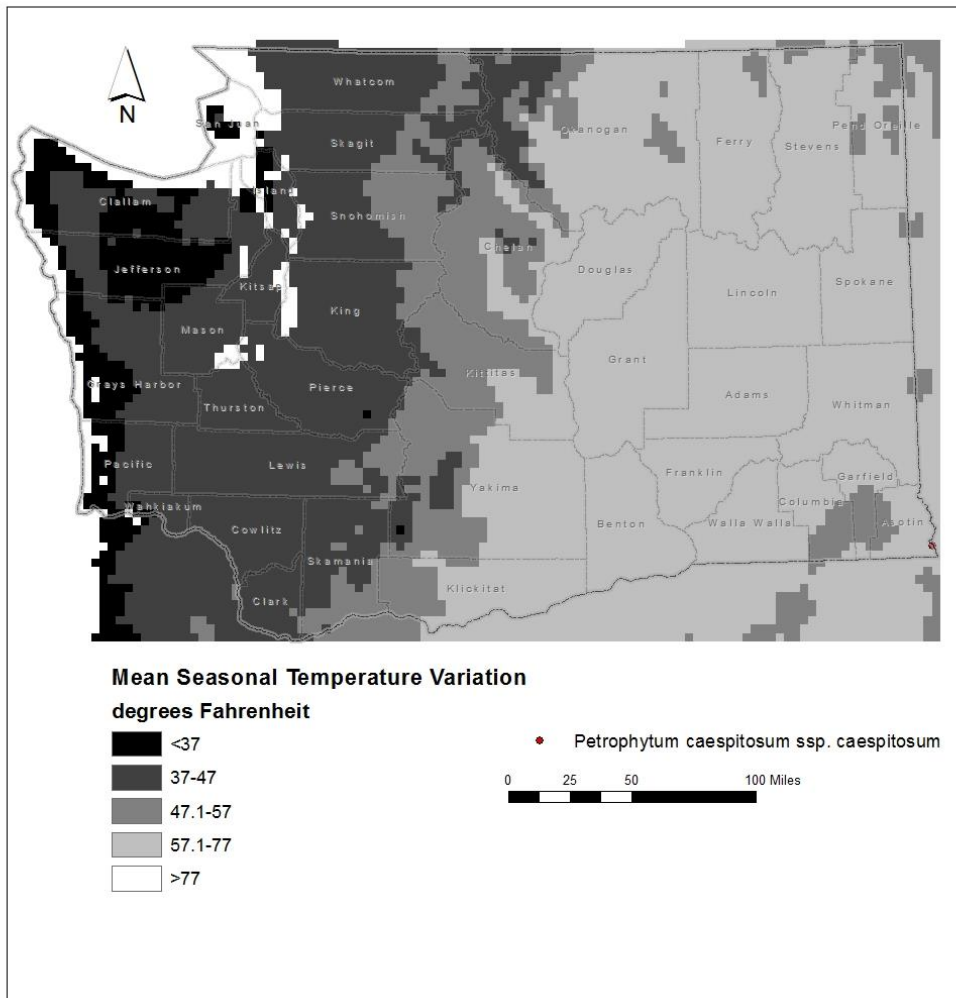 N
Whatcom
San Juan
Skagit
Okanogan
Ferry
Stevens
Pend Oreille
Island
Clallam
Snohomish
Chelan
Jefferson
Douglas
Kitsap
Lincoln
Spokane
King
Mason
Grant
Kittitas
Grays Harbor
Pierce
Adams
Thurston
Whitman
Pacific
Lewis
Franklin
Garfield
Yakima
Columbia
Wahkiakum
Cowlitz
Benton
Walla Walla
Asotin
Skamania
Klickitat
Clark
Mean Seasonal Temperature Variation
degrees Fahrenheit
<37
37-47
47.1-57
57.1-77
>77
Petrophytum caespitosum ssp. caespitosum
0 25 50 100 Miles